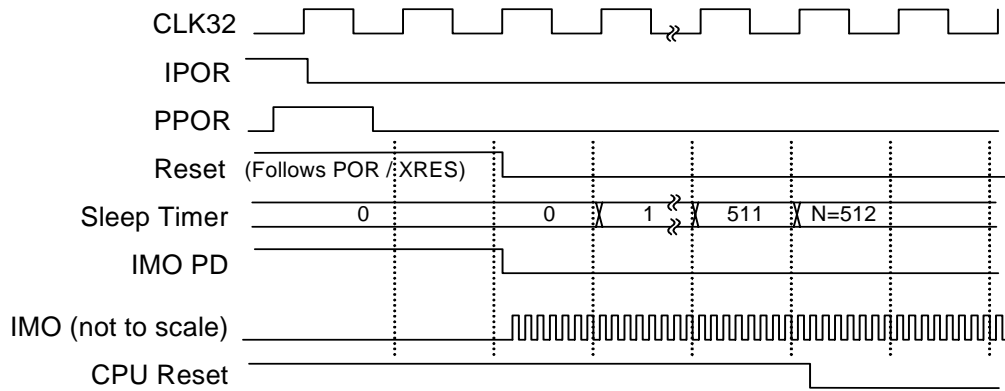 CLK32
IPOR
PPOR
Reset (Follows POR / XRES)
Sleep Timer 0 0 1 511 N=512
IMO PD
IMO (not to scale)
CPU Reset